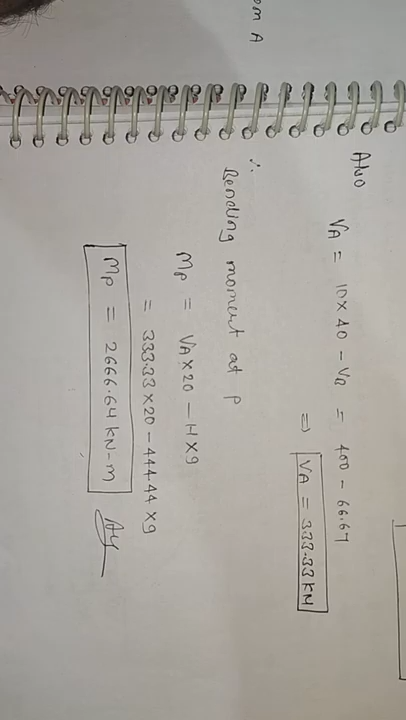 om A
Also
VA = 10×40 - VB = 400 - 66.67
=) VA = 333.33 KN
∴ Bending moment at P
MP = VA×20 - H×9
= 333.33×20 - 444.44×9
MP = 2666.64 KN-m